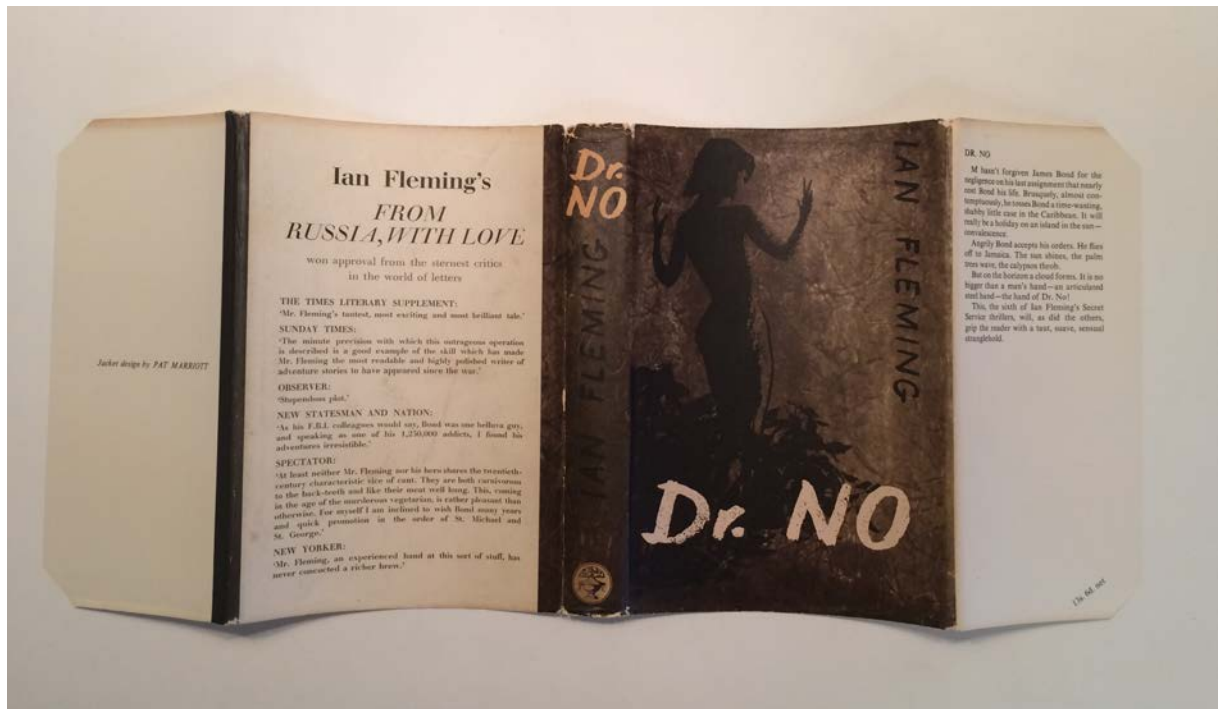 Jacket design by PAT MARRIOTT
Ian Fleming's
FROM
RUSSIA, WITH LOVE
won approval from the sternest critics
in the world of letters
THE TIMES LITERARY SUPPLEMENT:
'Mr. Fleming's tautest, most exciting and most brilliant tale.'
SUNDAY TIMES:
'The minute precision with which this outrageous operation
is described is a good example of the skill which has made
Mr. Fleming the most readable and highly polished writer of
adventure stories to have appeared since the war.'
OBSERVER:
'Stupendous plot.'
NEW STATESMAN AND NATION:
'As his F.B.I. colleagues would say, Bond was one helluva guy,
and speaking as one of his 1,250,000 addicts, I found his
adventures irresistible.'
SPECTATOR:
'At least neither Mr. Fleming nor his hero shares the twentieth-
century characteristic vice of cant. They are both carnivorous
to the back-teeth and like their meat well hung. This, coming
in the age of the murderous vegetarian, is rather pleasant than
otherwise. For myself I am inclined to wish Bond many years
and quick promotion in the order of St. Michael and
St. George.'
NEW YORKER:
'Mr. Fleming, an experienced hand at this sort of stuff, has
never concocted a richer brew.'
Dr.
NO
IAN FLEMING
IAN FLEMING
Dr. NO
DR. NO
M hasn't forgiven James Bond for the
negligence on his last assignment that nearly
cost Bond his life. Brusquely, almost con-
temptuously, he tosses Bond a time-wasting,
shabby little case in the Caribbean. It will
really be a holiday on an island in the sun—
convalescence.
Angrily Bond accepts his orders. He flies
off to Jamaica. The sun shines, the palm
trees wave, the calypsos throb.
But on the horizon a cloud forms. It is no
bigger than a man's hand—an articulated
steel hand—the hand of Dr. No!
This, the sixth of Ian Fleming's Secret
Service thrillers, will, as did the others,
grip the reader with a taut, suave, sensual
stranglehold.
13s. 6d. net